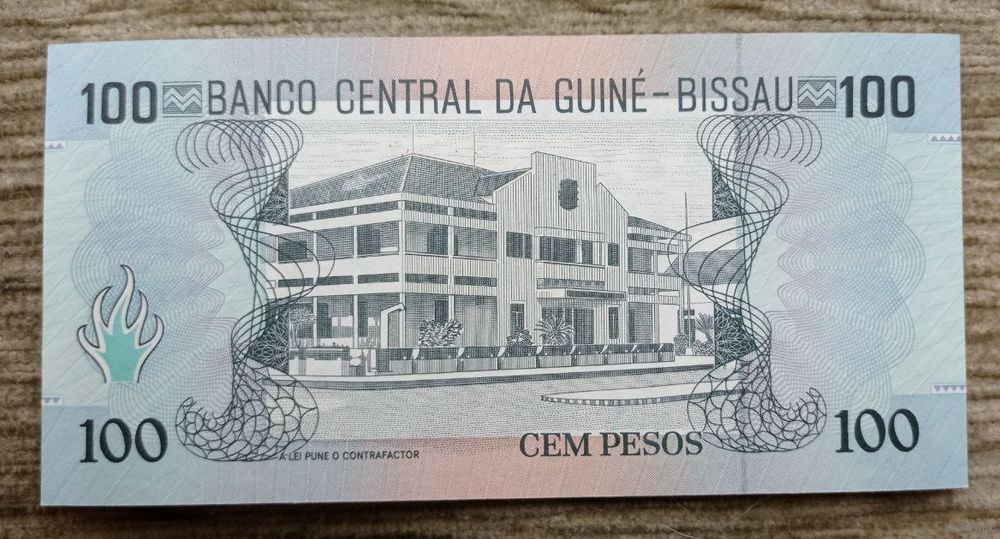 100 BANCO CENTRAL DA GUINÉ-BISSAU 100
100 A LEI PUNE O CONTRAFACTOR CEM PESOS 100